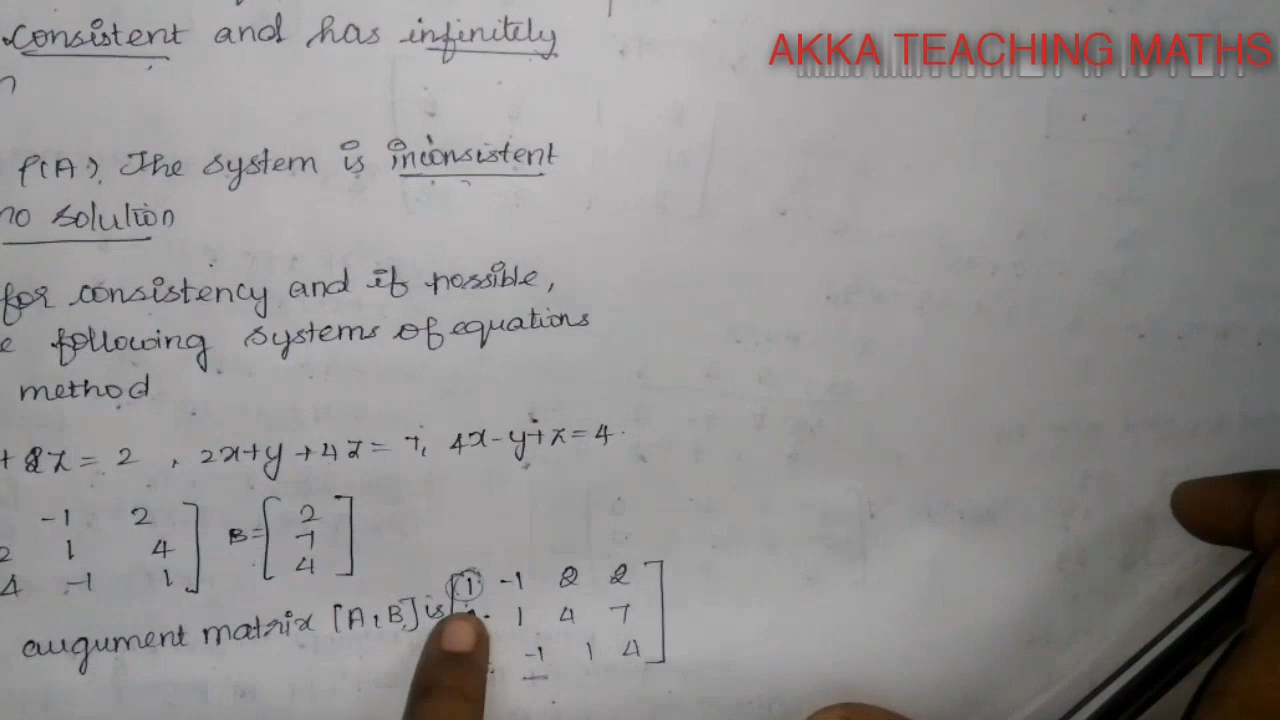 AKKA TEACHING MATHS
consistent and has infinitely
n
ρ(A). The system is inconsistent
no solution
for consistency and if possible,
e following systems of equations
method
+ 2z = 2 , 2x+y+4z = 7, 4x-y+z = 4.
-1 2
2 1 4
4 -1 1
B = 2
7
4
augument matrix [A,B] is
1 -1 2 2
1 4 7
-1 1 4